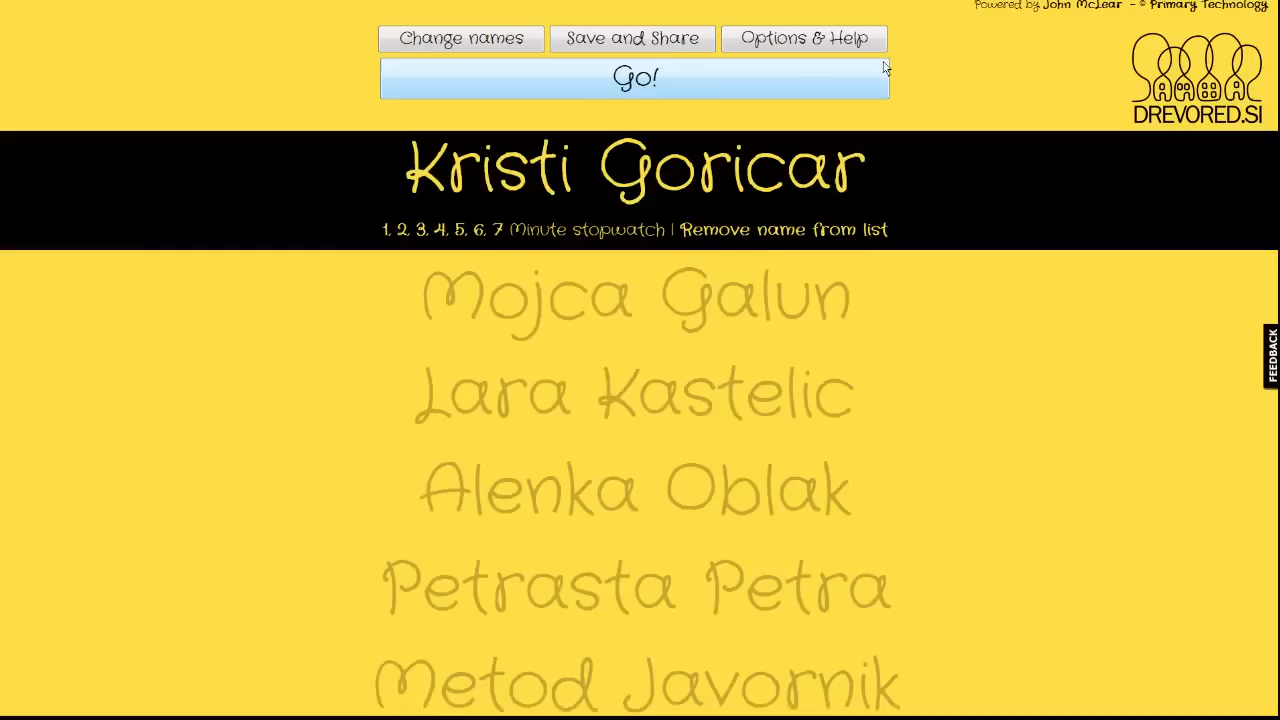 Powered by John McLear - © Primary Technology
Change names Save and Share Options & Help
Go!
DREVORED.SI
Kristi Goricar
1, 2, 3, 4, 5, 6, 7 Minute stopwatch | Remove name from list
Mojca Galun
FEEDBACK
Lara Kastelic
Alenka Oblak
Petrasta Petra
Metod Javornik